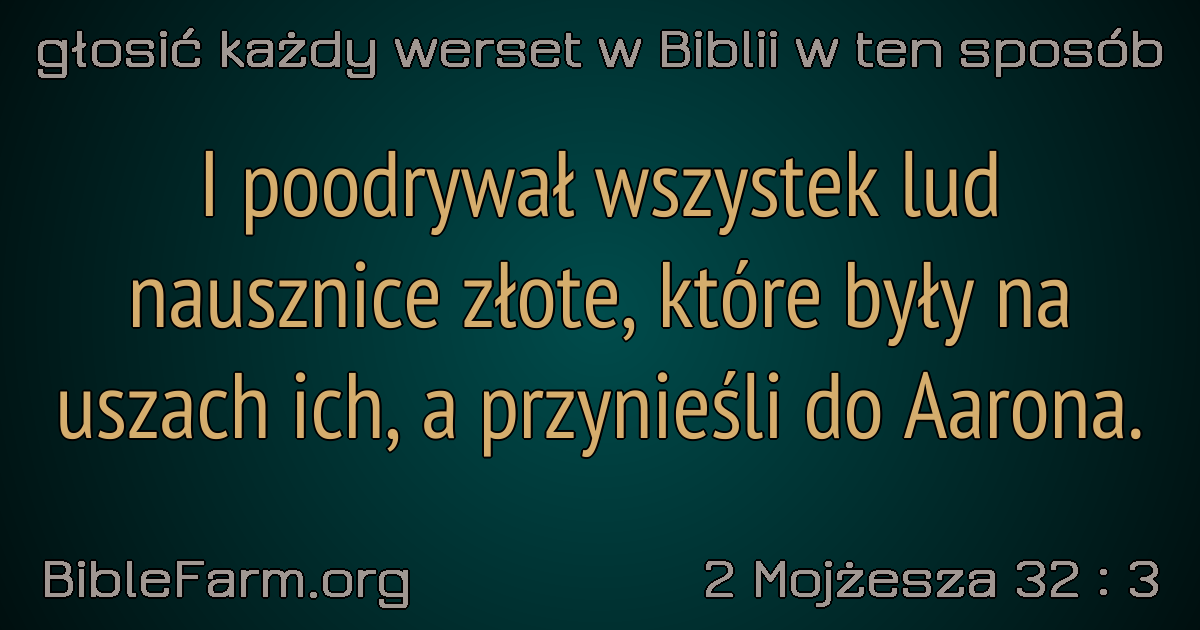 głosić każdy werset w Biblii w ten sposób
I poodrywał wszystek lud
nausznice złote, które były na
uszach ich, a przynieśli do Aarona.
BibleFarm.org
2 Mojżesza 32 : 3